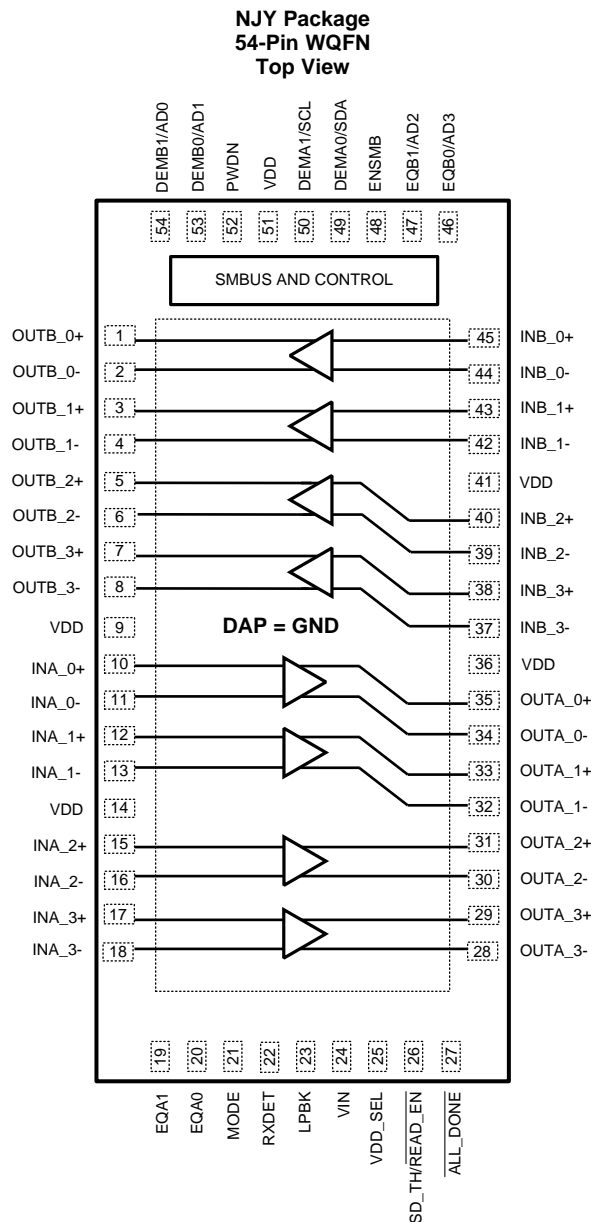 NJY Package
54-Pin WQFN
Top View
DEMB1/AD0
DEMB0/AD1
PWDN
VDD
DEMA1/SCL
DEMA0/SDA
ENSMB
EQB1/AD2
EQB0/AD3
54
53
52
51
50
49
48
47
46
SMBUS AND CONTROL
OUTB_0+ 1 45 INB_0+
OUTB_0- 2 44 INB_0-
OUTB_1+ 3 43 INB_1+
OUTB_1- 4 42 INB_1-
OUTB_2+ 5 41 VDD
OUTB_2- 6 40 INB_2+
39 INB_2-
OUTB_3+ 7
OUTB_3- 8 38 INB_3+
VDD 9 DAP = GND 37 INB_3-
INA_0+ 10 36 VDD
INA_0- 11 35 OUTA_0+
INA_1+ 12 34 OUTA_0-
INA_1- 13 33 OUTA_1+
VDD 14 32 OUTA_1-
INA_2+ 15 31 OUTA_2+
INA_2- 16 30 OUTA_2-
INA_3+ 17 29 OUTA_3+
INA_3- 18 28 OUTA_3-
19
20
21
22
23
24
25
26
27
EQA1
EQA0
MODE
RXDET
LPBK
VIN
VDD_SEL
SD_TH/READ_EN
ALL_DONE